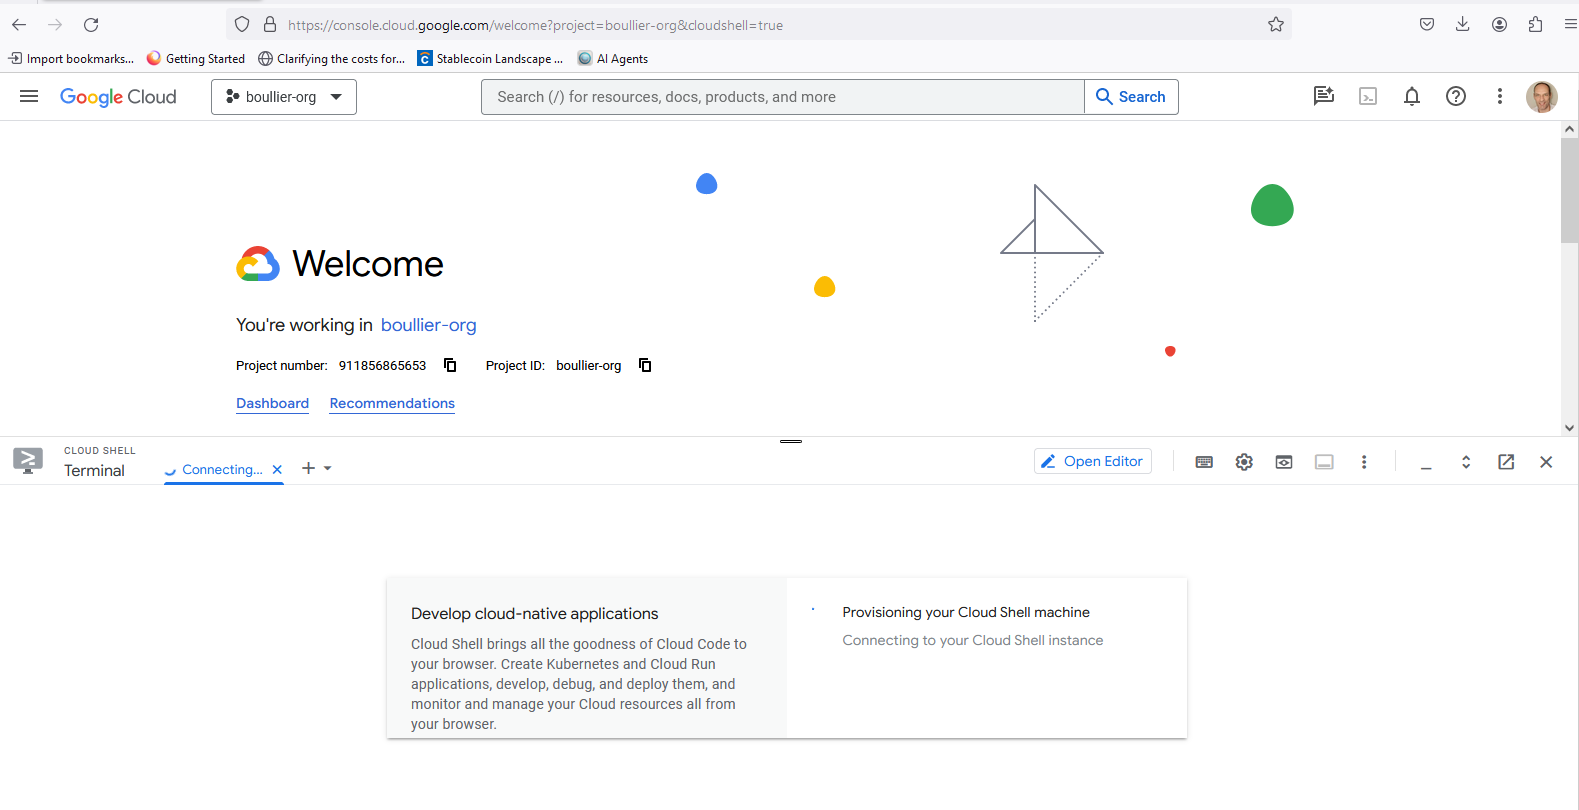 https://console.cloud.google.com/welcome?project=boullier-org&cloudshell=true
Import bookmarks... Getting Started Clarifying the costs for... Stablecoin Landscape ... AI Agents
Google Cloud boullier-org Search (/) for resources, docs, products, and more Search
Welcome
You're working in boullier-org
Project number: 911856865653 Project ID: boullier-org
Dashboard Recommendations
CLOUD SHELL
Terminal Connecting... Open Editor
Develop cloud-native applications
Cloud Shell brings all the goodness of Cloud Code to
your browser. Create Kubernetes and Cloud Run
applications, develop, debug, and deploy them, and
monitor and manage your Cloud resources all from
your browser.
Provisioning your Cloud Shell machine
Connecting to your Cloud Shell instance